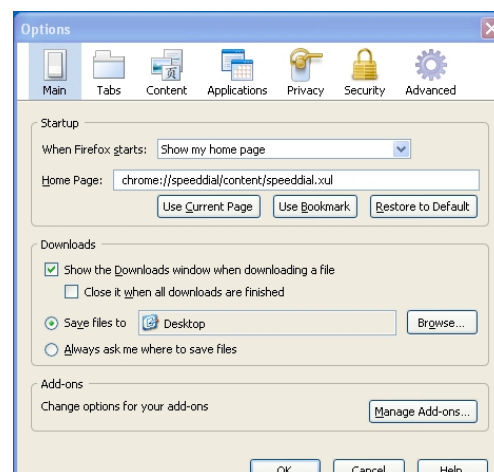 Options
Main Tabs Content Applications Privacy Security Advanced
Startup
When Firefox starts: Show my home page
Home Page: chrome://speeddial/content/speeddial.xul
Use Current Page Use Bookmark Restore to Default
Downloads
Show the Downloads window when downloading a file
Close it when all downloads are finished
Save files to Desktop Browse...
Always ask me where to save files
Add-ons
Change options for your add-ons
Manage Add-ons...
OK Cancel Help